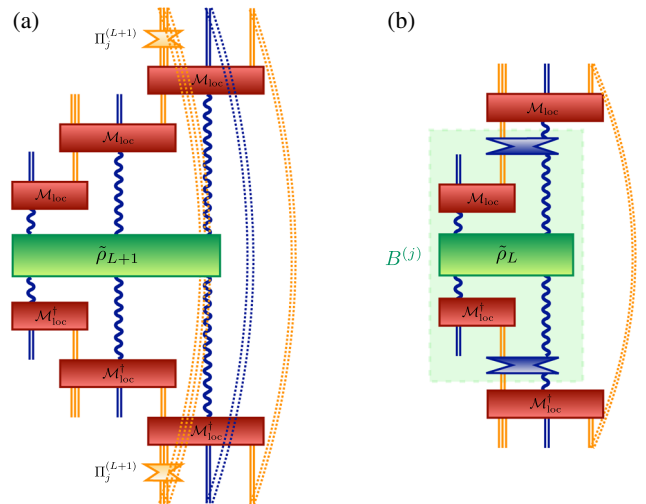 (a)
(b)
Π_j^{(L+1)}
ℳ_loc
ℳ_loc
ℳ_loc
ℳ_loc
ℳ_loc
ρ̃_{L+1}
B^{(j)}
ρ̃_L
ℳ_loc^†
ℳ_loc^†
ℳ_loc^†
ℳ_loc^†
ℳ_loc^†
Π_j^{(L+1)}